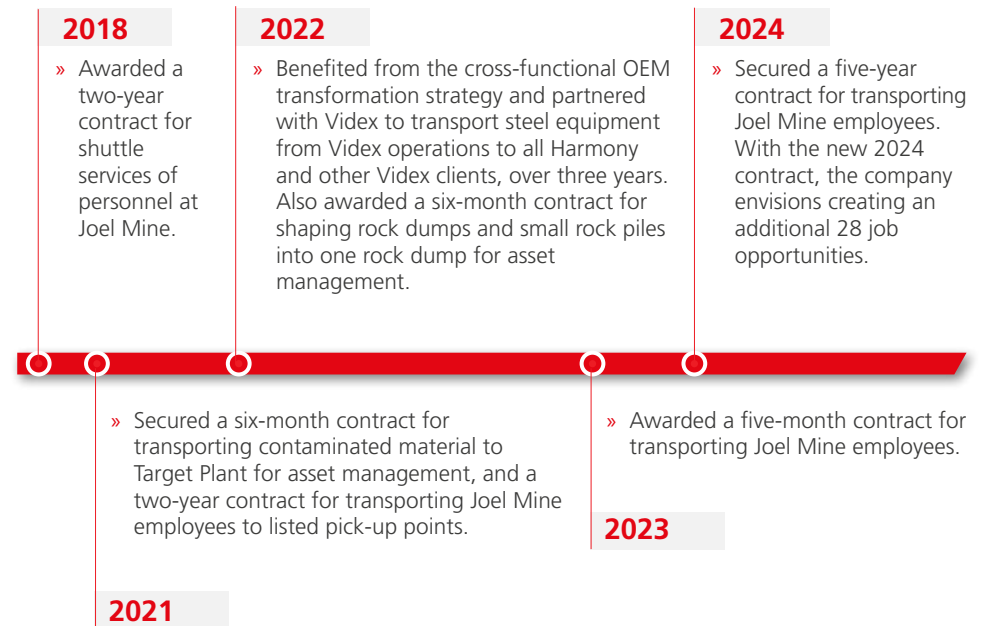 2018
» Awarded a
two-year
contract for
shuttle
services of
personnel at
Joel Mine.
2022
» Benefited from the cross-functional OEM
transformation strategy and partnered
with Videx to transport steel equipment
from Videx operations to all Harmony
and other Videx clients, over three years.
Also awarded a six-month contract for
shaping rock dumps and small rock piles
into one rock dump for asset
management.
2024
» Secured a five-year
contract for transporting
Joel Mine employees.
With the new 2024
contract, the company
envisions creating an
additional 28 job
opportunities.
» Secured a six-month contract for
transporting contaminated material to
Target Plant for asset management, and a
two-year contract for transporting Joel Mine
employees to listed pick-up points.
2021
» Awarded a five-month contract for
transporting Joel Mine employees.
2023